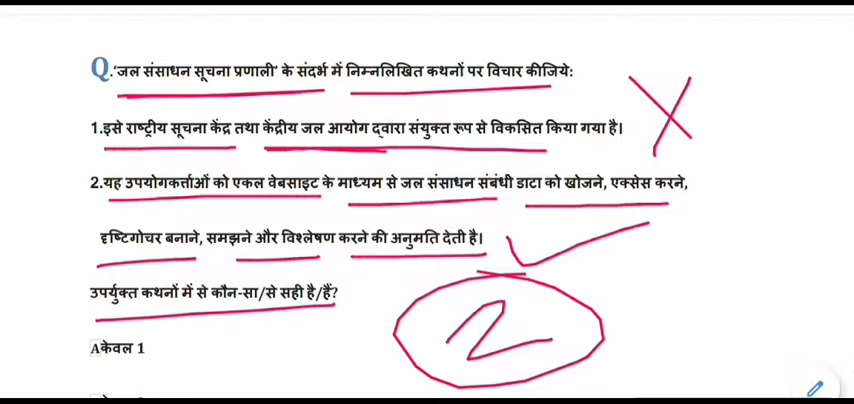 Q.'जल संसाधन सूचना प्रणाली' के संदर्भ में निम्नलिखित कथनों पर विचार कीजिये:
1.इसे राष्ट्रीय सूचना केंद्र तथा केंद्रीय जल आयोग द्वारा संयुक्त रूप से विकसित किया गया है।
2.यह उपयोगकर्त्ताओं को एकल वेबसाइट के माध्यम से जल संसाधन संबंधी डाटा को खोजने, एक्सेस करने,
दृष्टिगोचर बनाने, समझने और विश्लेषण करने की अनुमति देती है।
उपर्युक्त कथनों में से कौन-सा/से सही है/हैं?
2
Aकेवल 1